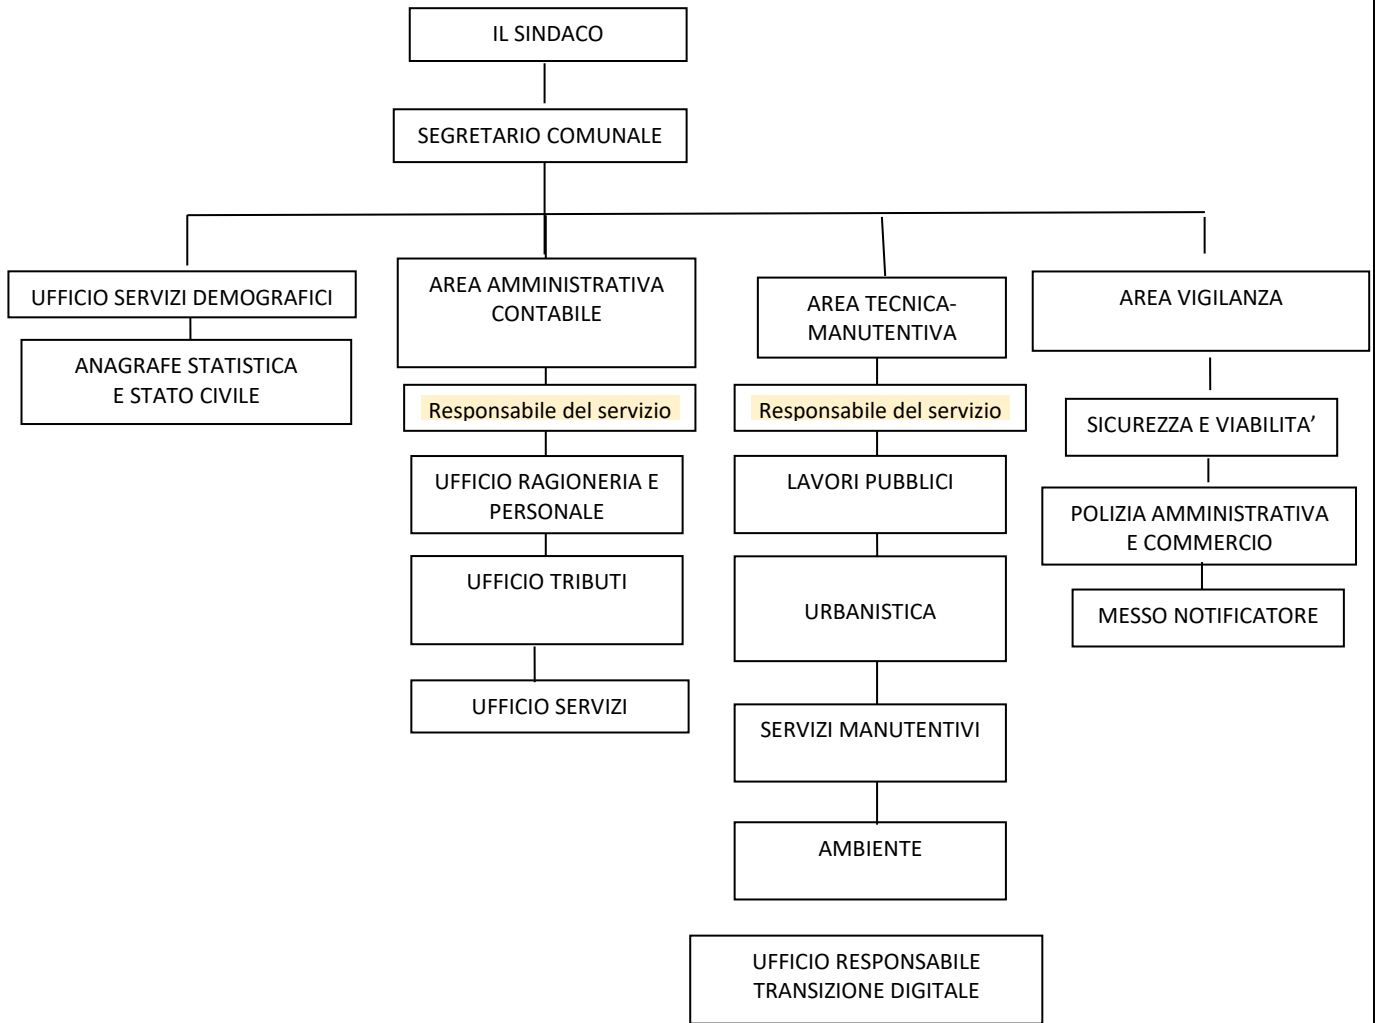 IL SINDACO
SEGRETARIO COMUNALE
UFFICIO SERVIZI DEMOGRAFICI
ANAGRAFE STATISTICA
E STATO CIVILE
AREA AMMINISTRATIVA
CONTABILE
Responsabile del servizio
UFFICIO RAGIONERIA E
PERSONALE
UFFICIO TRIBUTI
UFFICIO SERVIZI
AREA TECNICA-
MANUTENTIVA
Responsabile del servizio
LAVORI PUBBLICI
URBANISTICA
SERVIZI MANUTENTIVI
AMBIENTE
UFFICIO RESPONSABILE
TRANSIZIONE DIGITALE
AREA VIGILANZA
SICUREZZA E VIABILITA’
POLIZIA AMMINISTRATIVA
E COMMERCIO
MESSO NOTIFICATORE